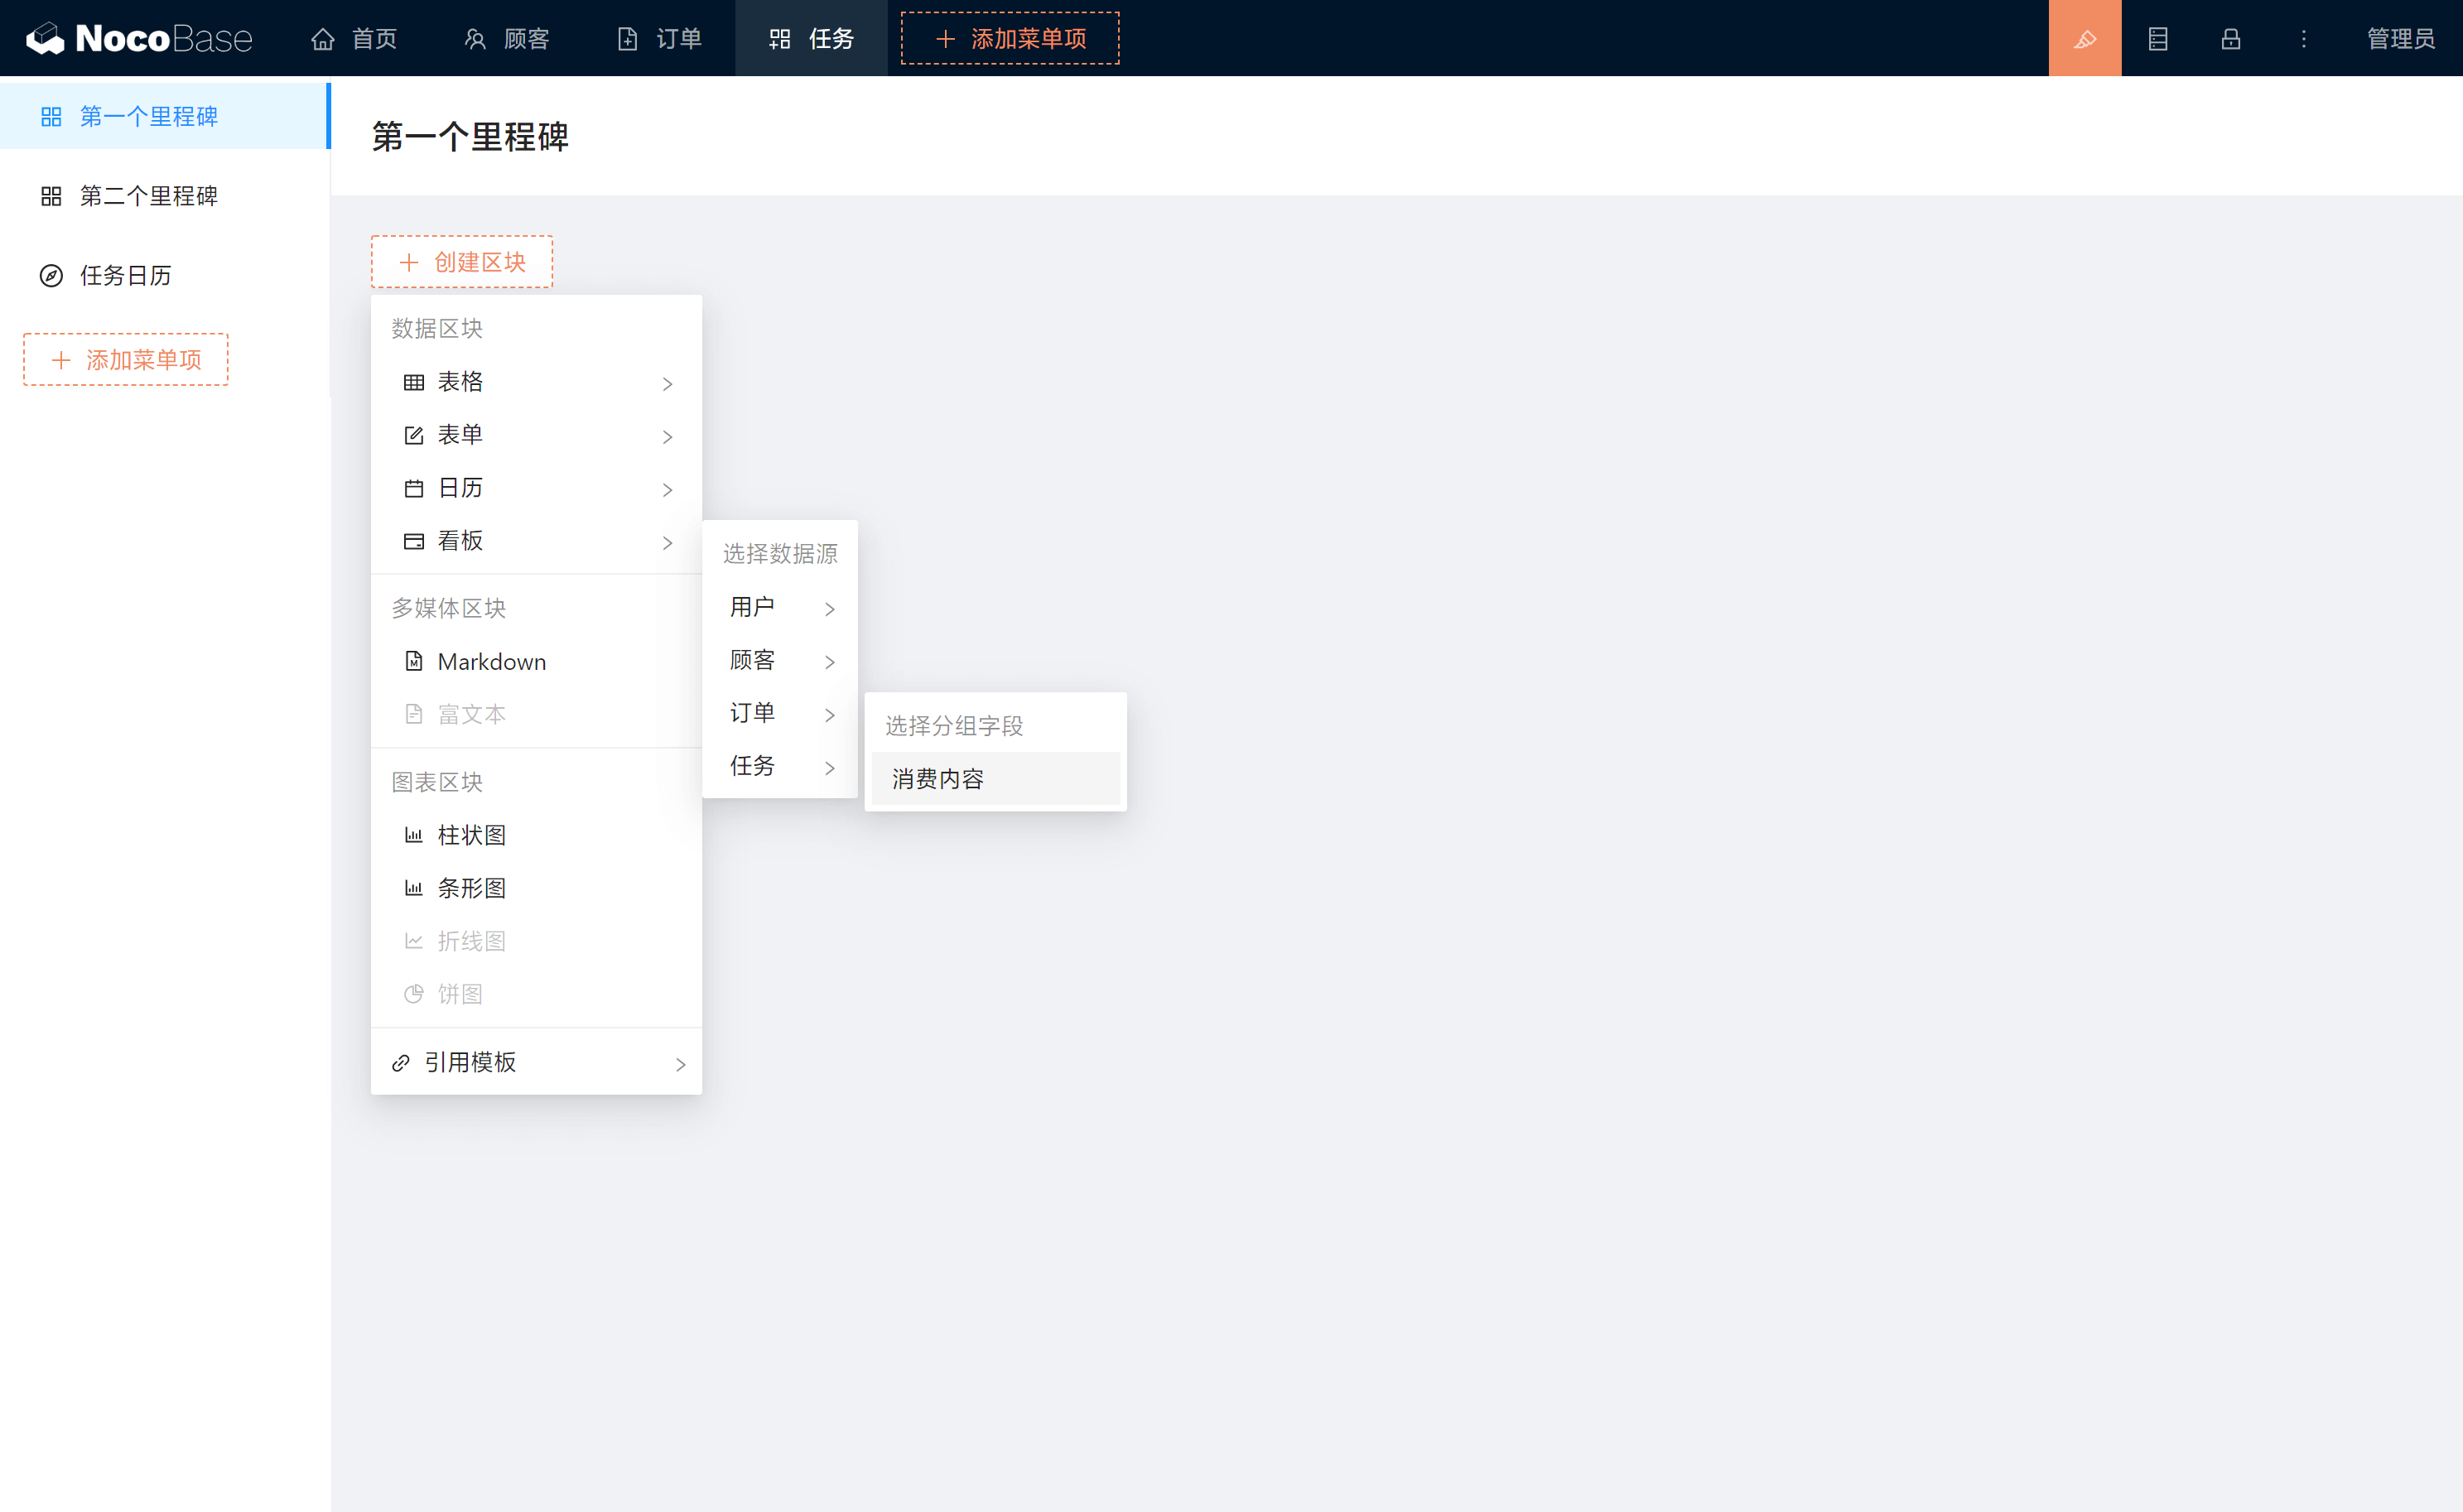 NocoBase
首页
顾客
订单
任务
添加菜单项
管理员
第一个里程碑
第二个里程碑
任务日历
添加菜单项
第一个里程碑
创建区块
数据区块
表格
表单
日历
看板
多媒体区块
Markdown
富文本
图表区块
柱状图
条形图
折线图
饼图
引用模板
选择数据源
用户
顾客
订单
任务
选择分组字段
消费内容